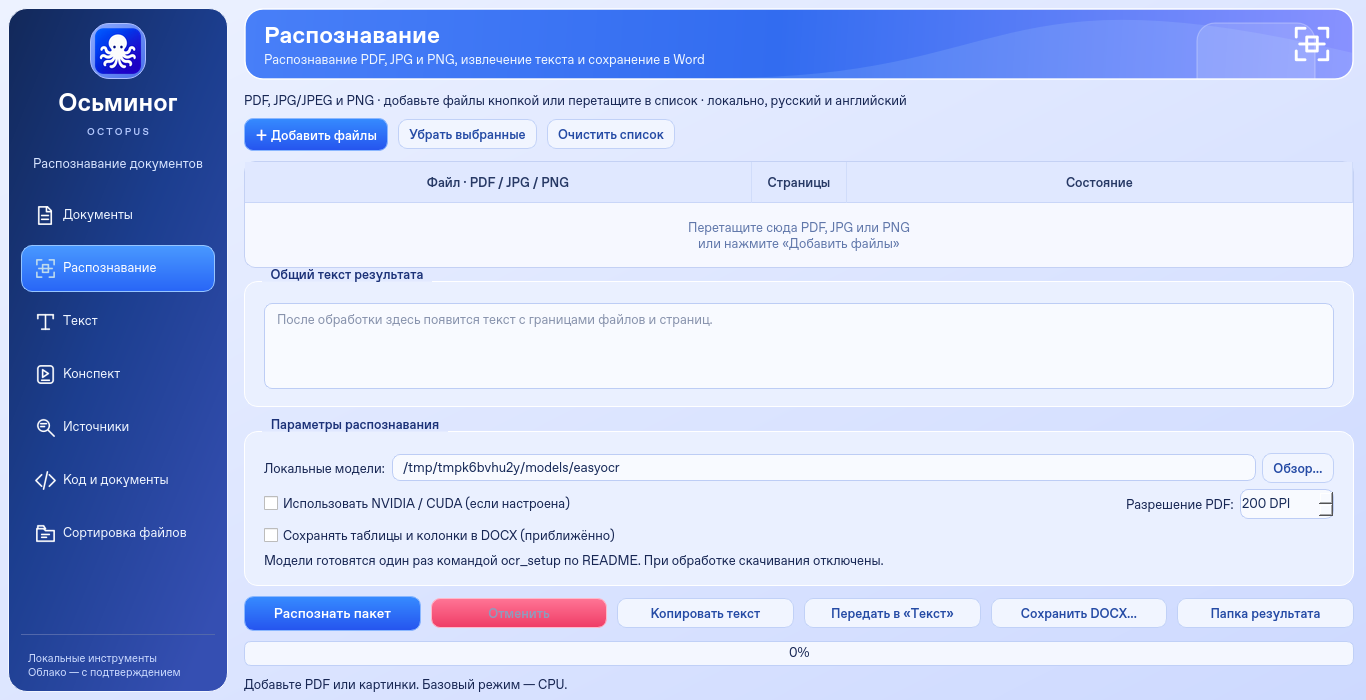 Осьминог
OCTOPUS
Распознавание документов
Документы
Распознавание
Текст
Конспект
Источники
Код и документы
Сортировка файлов
Локальные инструменты
Облако — с подтверждением
Распознавание
Распознавание PDF, JPG и PNG, извлечение текста и сохранение в Word
PDF, JPG/JPEG и PNG · добавьте файлы кнопкой или перетащите в список · локально, русский и английский
+ Добавить файлы
Убрать выбранные
Очистить список
Файл · PDF / JPG / PNG
Страницы
Состояние
Перетащите сюда PDF, JPG или PNG
или нажмите «Добавить файлы»
Общий текст результата
После обработки здесь появится текст с границами файлов и страниц.
Параметры распознавания
Локальные модели:
/tmp/tmpk6bvhu2y/models/easyocr
Обзор...
Использовать NVIDIA / CUDA (если настроена)
Разрешение PDF:
200 DPI
Сохранять таблицы и колонки в DOCX (приближённо)
Модели готовятся один раз командой ocr_setup по README. При обработке скачивания отключены.
Распознать пакет
Отменить
Копировать текст
Передать в «Текст»
Сохранить DOCX...
Папка результата
0%
Добавьте PDF или картинки. Базовый режим — CPU.